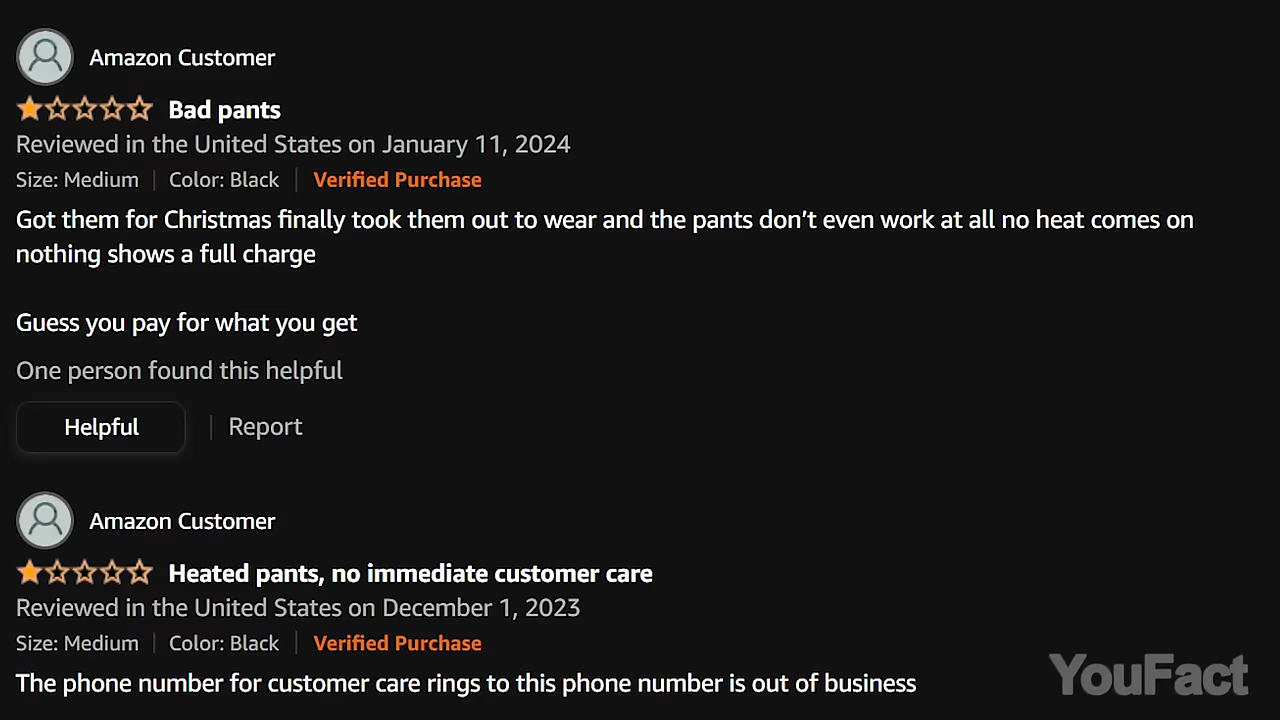 Amazon Customer
Bad pants
Reviewed in the United States on January 11, 2024
Size: Medium | Color: Black | Verified Purchase
Got them for Christmas finally took them out to wear and the pants don’t even work at all no heat comes on
nothing shows a full charge
Guess you pay for what you get
One person found this helpful
Helpful | Report
Amazon Customer
Heated pants, no immediate customer care
Reviewed in the United States on December 1, 2023
Size: Medium | Color: Black | Verified Purchase
The phone number for customer care rings to this phone number is out of business
YouFact